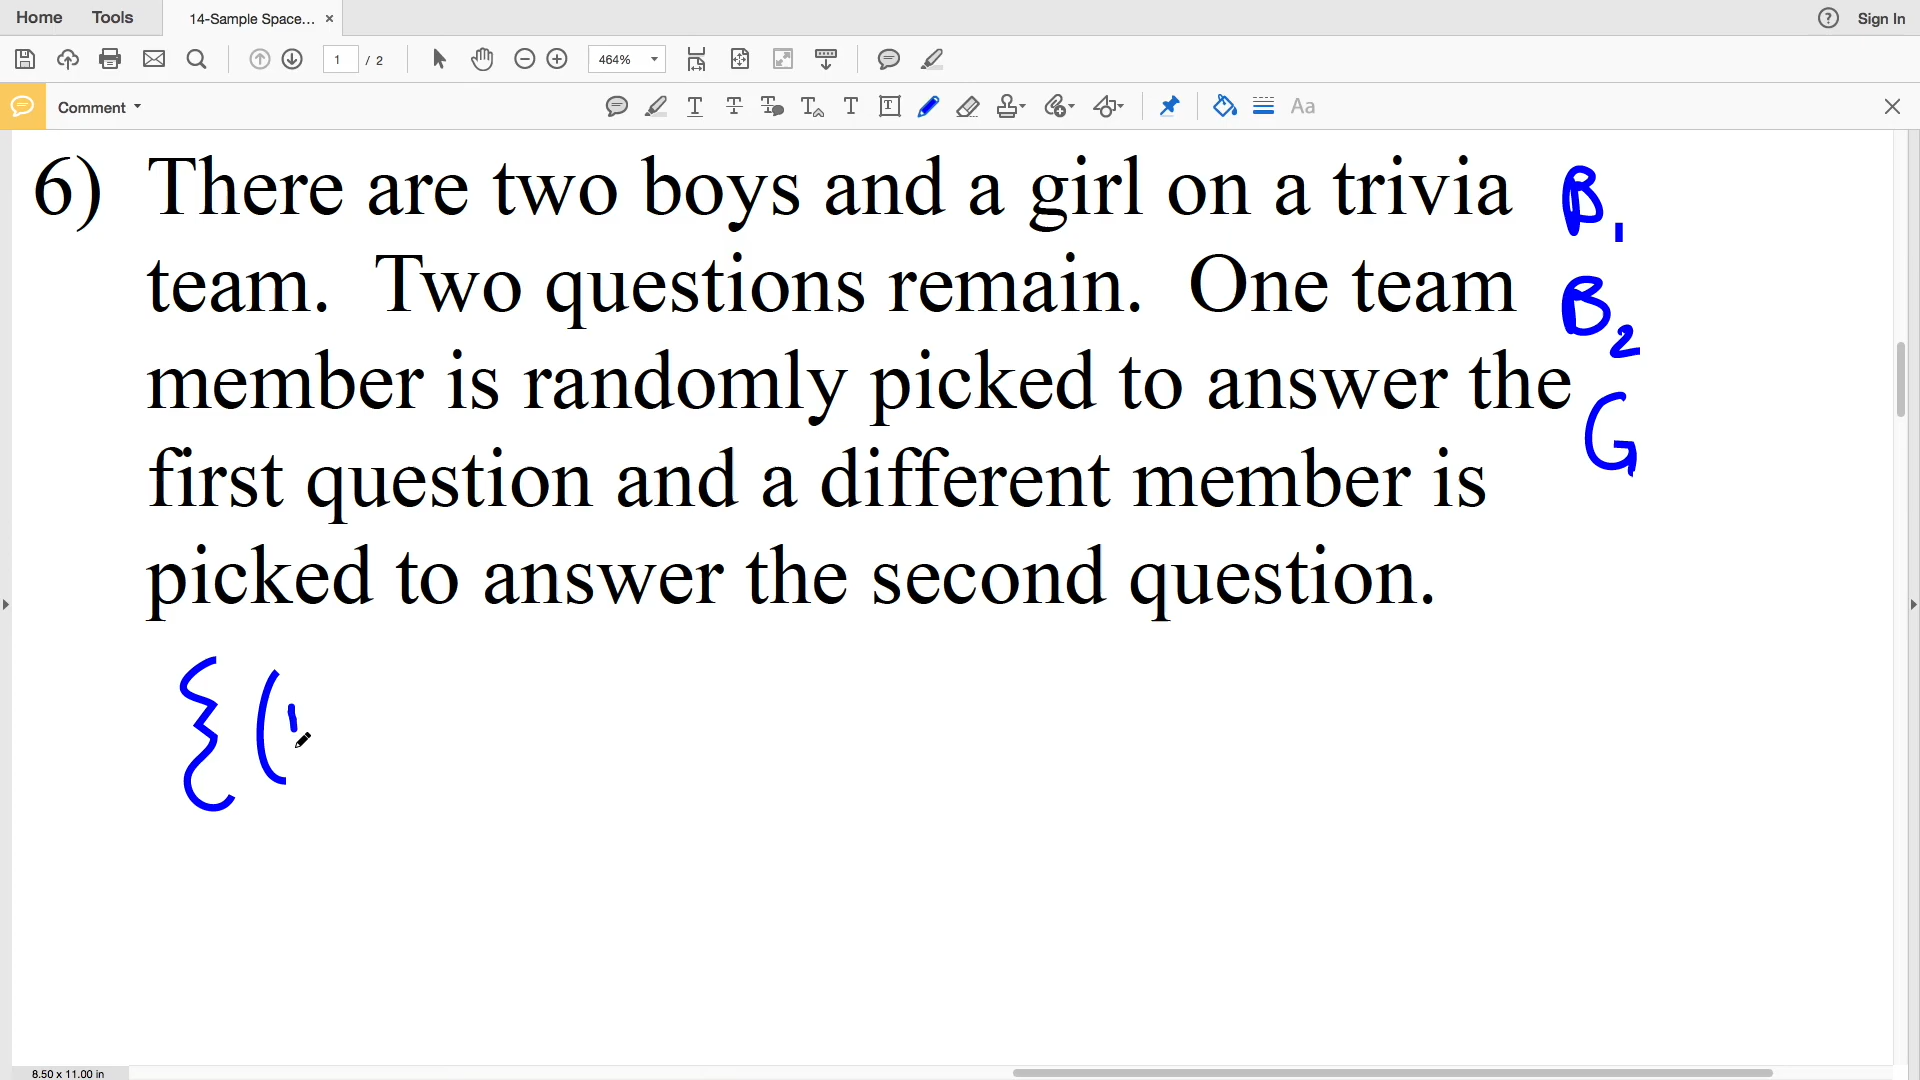 Home Tools 14-Sample Space... × ? Sign In
1 / 2 464%
Comment Aa
6) There are two boys and a girl on a trivia B1
team. Two questions remain. One team B2
member is randomly picked to answer the
G
first question and a different member is
picked to answer the second question.
{ (
8.50 x 11.00 in